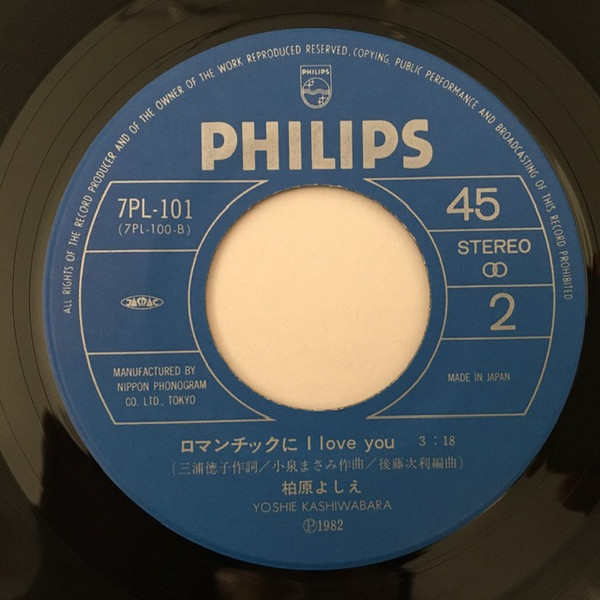 ALL RIGHTS OF THE RECORD PRODUCER AND OF THE OWNER OF THE WORK REPRODUCED RESERVED. COPYING, PUBLIC PERFORMANCE AND BROADCASTING OF THIS RECORD PROHIBITED
PHILIPS
PHILIPS
7PL-101
(7PL-100-B)
45
STEREO
2
JASRAC
MANUFACTURED BY
NIPPON PHONOGRAM
CO. LTD., TOKYO
MADE IN JAPAN
ロマンチックに I love you 3:18
(三浦徳子作詞/小泉まさみ作曲/後藤次利編曲)
柏原よしえ
YOSHIE KASHIWABARA
Ⓟ1982